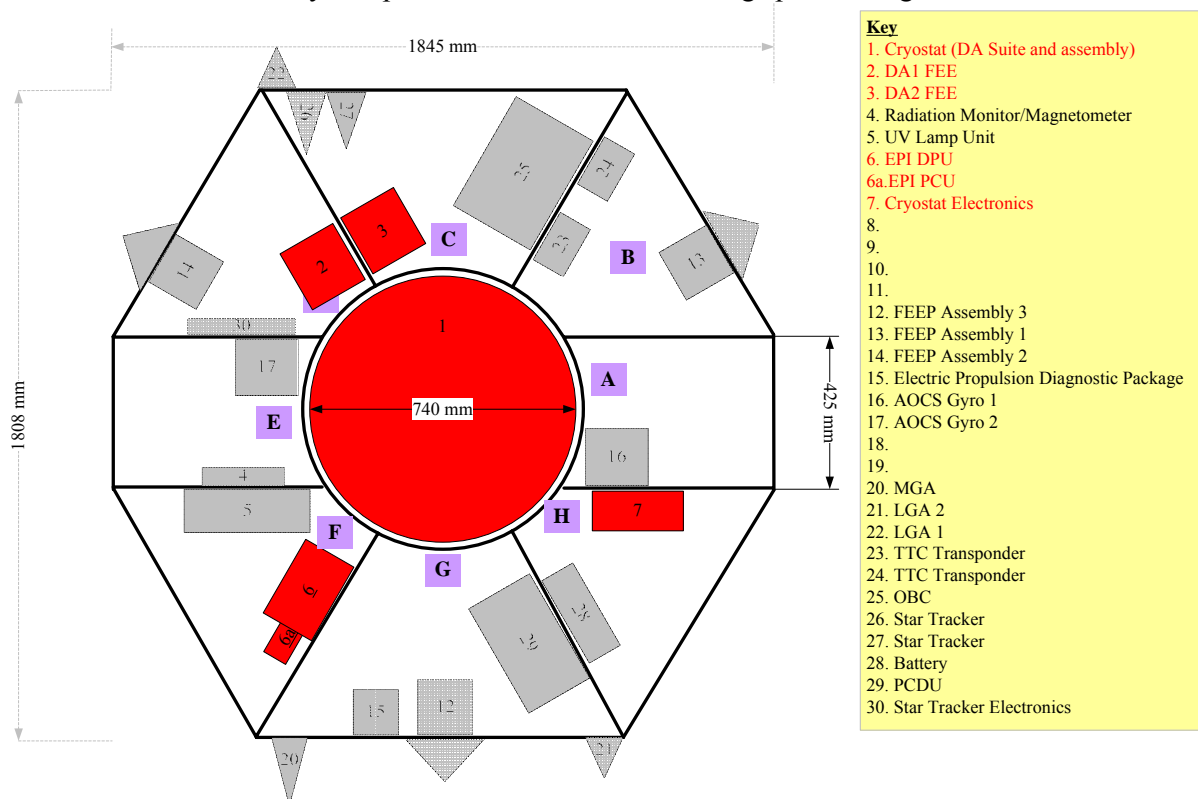 1845 mm
22
26
27
25
24
3
C
23
B
13
2
14
1
30
1808 mm
17
A
425 mm
740 mm
E
16
4
5
H
7
F
G
6
28
29
6a
15
12
20
21
Key
1. Cryostat (DA Suite and assembly)
2. DA1 FEE
3. DA2 FEE
4. Radiation Monitor/Magnetometer
5. UV Lamp Unit
6. EPI DPU
6a.EPI PCU
7. Cryostat Electronics
8.
9.
10.
11.
12. FEEP Assembly 3
13. FEEP Assembly 1
14. FEEP Assembly 2
15. Electric Propulsion Diagnostic Package
16. AOCS Gyro 1
17. AOCS Gyro 2
18.
19.
20. MGA
21. LGA 2
22. LGA 1
23. TTC Transponder
24. TTC Transponder
25. OBC
26. Star Tracker
27. Star Tracker
28. Battery
29. PCDU
30. Star Tracker Electronics